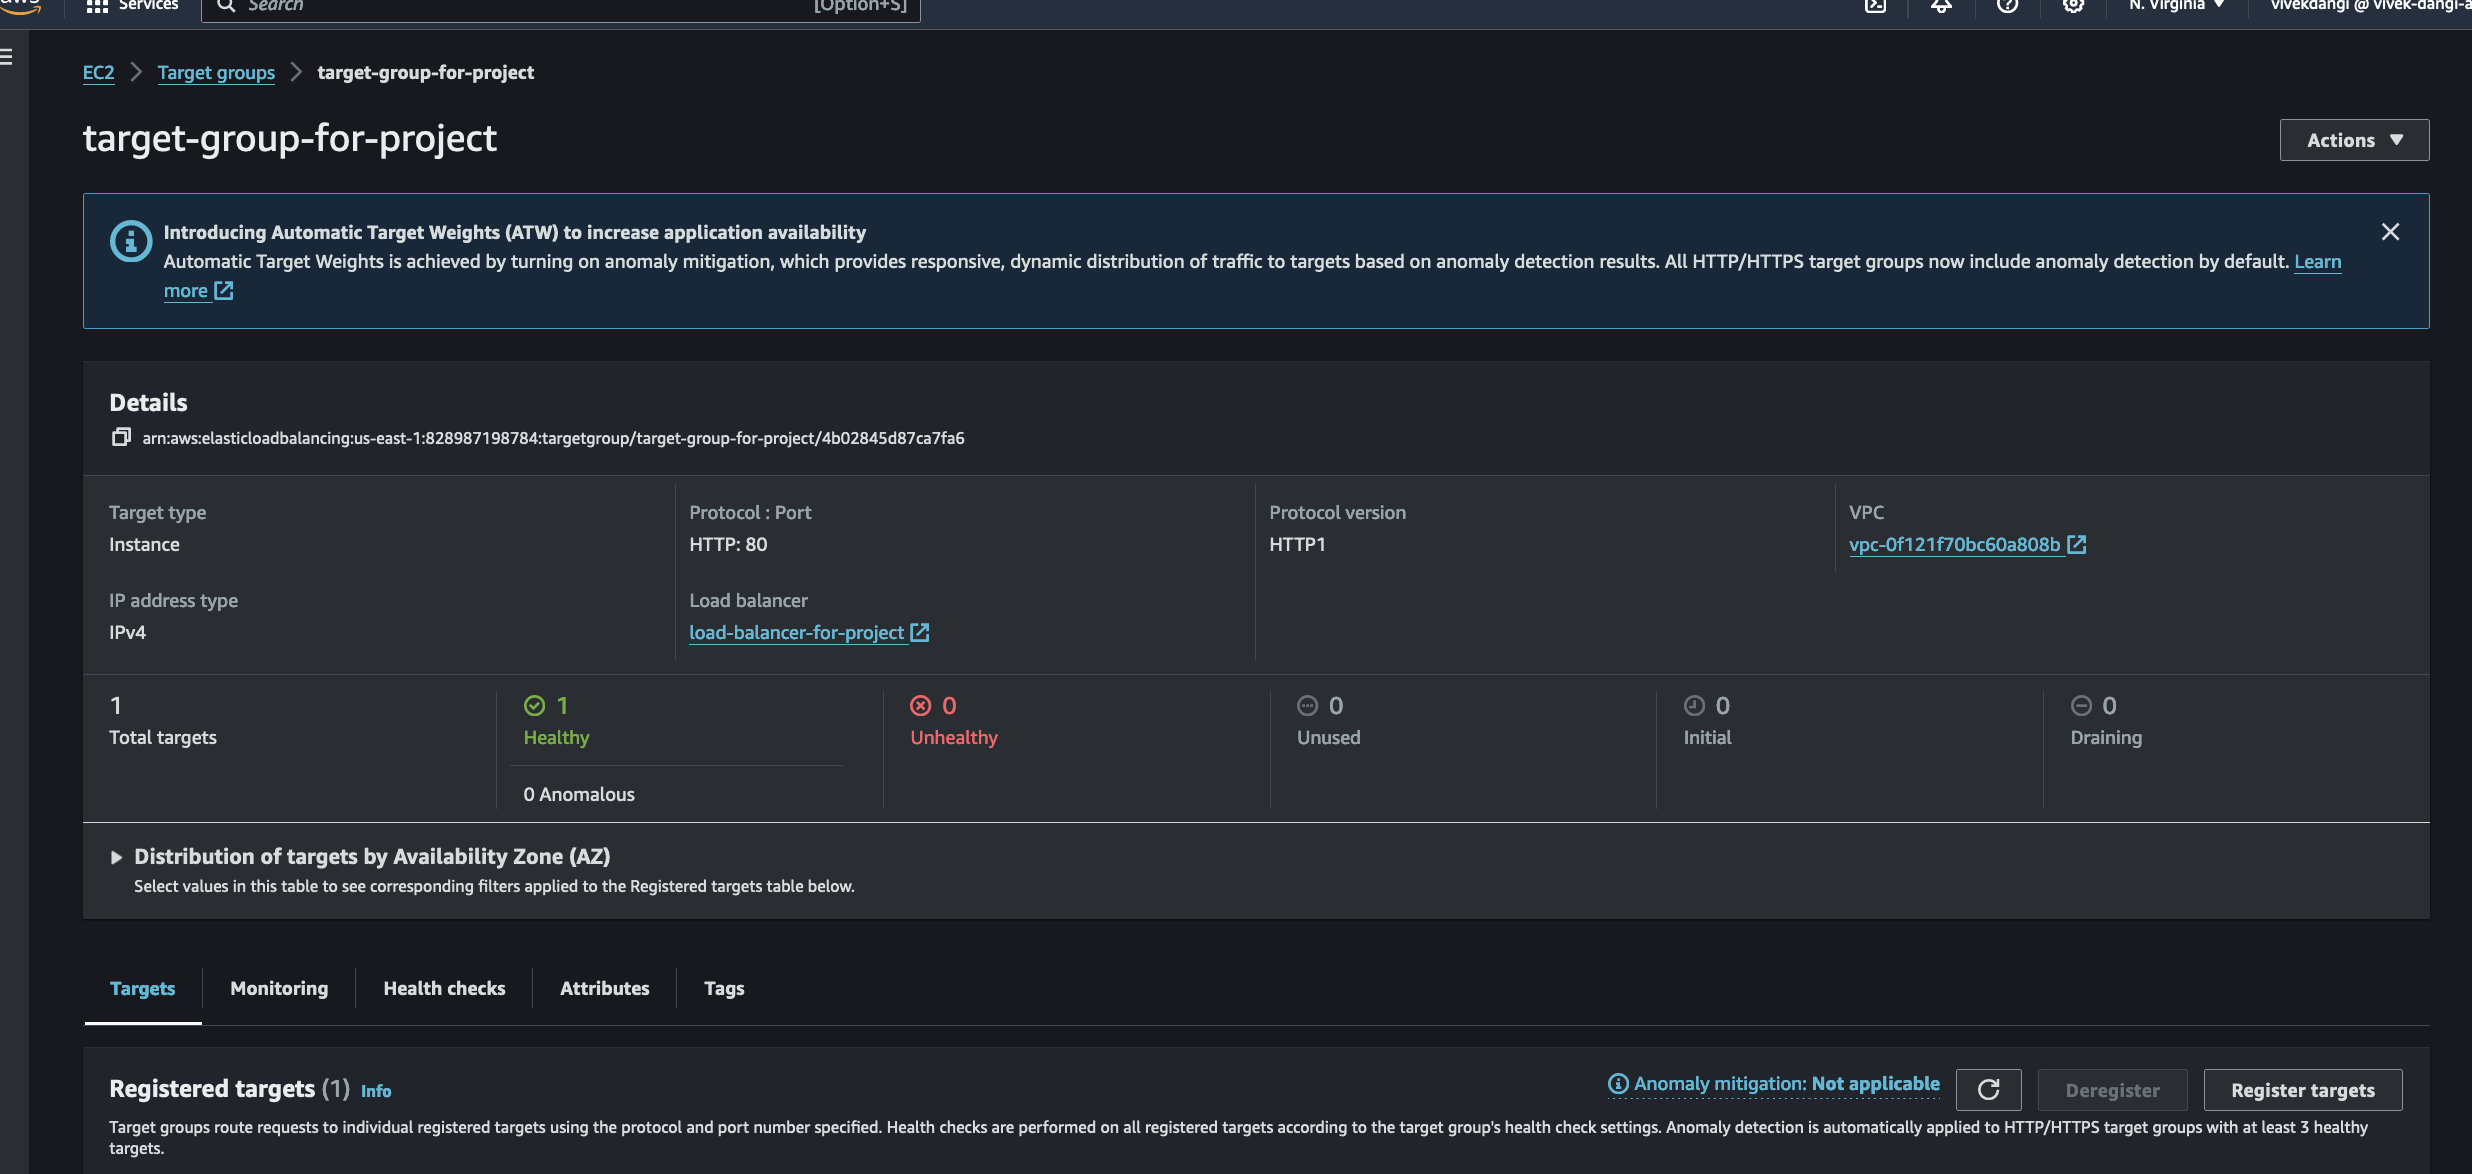 aws Services Search [Option+S] N. Virginia vivekdangi @ vivek-dangi-a
EC2 Target groups target-group-for-project
target-group-for-project
Actions
Introducing Automatic Target Weights (ATW) to increase application availability
Automatic Target Weights is achieved by turning on anomaly mitigation, which provides responsive, dynamic distribution of traffic to targets based on anomaly detection results. All HTTP/HTTPS target groups now include anomaly detection by default. Learn
more
Details
arn:aws:elasticloadbalancing:us-east-1:828987198784:targetgroup/target-group-for-project/4b02845d87ca7fa6
Target type Protocol : Port Protocol version VPC
Instance HTTP: 80 HTTP1 vpc-0f121f70bc60a808b
IP address type Load balancer
IPv4 load-balancer-for-project
1 1 0 0 0 0
Total targets Healthy Unhealthy Unused Initial Draining
0 Anomalous
Distribution of targets by Availability Zone (AZ)
Select values in this table to see corresponding filters applied to the Registered targets table below.
Targets Monitoring Health checks Attributes Tags
Registered targets (1) Info Anomaly mitigation: Not applicable Deregister Register targets
Target groups route requests to individual registered targets using the protocol and port number specified. Health checks are performed on all registered targets according to the target group's health check settings. Anomaly detection is automatically applied to HTTP/HTTPS target groups with at least 3 healthy
targets.